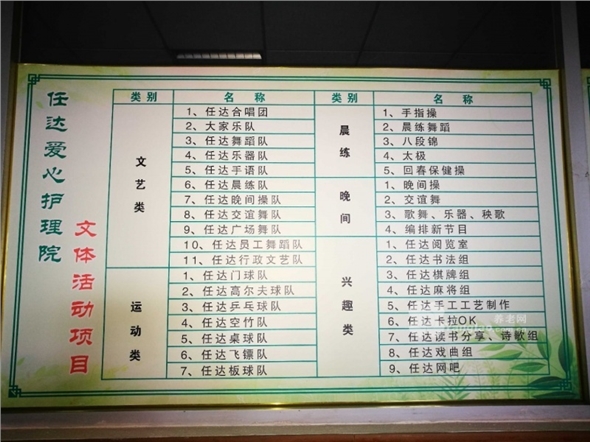 任达爱心护理院
文体活动项目
类别 名称
文艺类
1、任达合唱团
2、大家乐队
3、任达舞蹈队
4、任达乐器队
5、任达手语队
6、任达晨练队
7、任达晚间操队
8、任达交谊舞队
9、任达广场舞队
10、任达员工舞蹈队
11、任达行政文艺队
运动类
1、任达门球队
2、任达高尔夫球队
3、任达乒乓球队
4、任达空竹队
5、任达桌球队
6、任达飞镖队
7、任达板球队
类别 名称
晨练
1、手指操
2、晨练舞蹈
3、八段锦
4、太极
5、回春保健操
晚间
1、晚间操
2、交谊舞
3、歌舞、乐器、秧歌
4、编排新节目
兴趣类
1、任达阅览室
2、任达书法组
3、任达棋牌组
4、任达麻将组
5、任达手工工艺制作
6、任达卡拉OK
7、任达读书分享、诗歌组
8、任达戏曲组
9、任达网吧
养老网